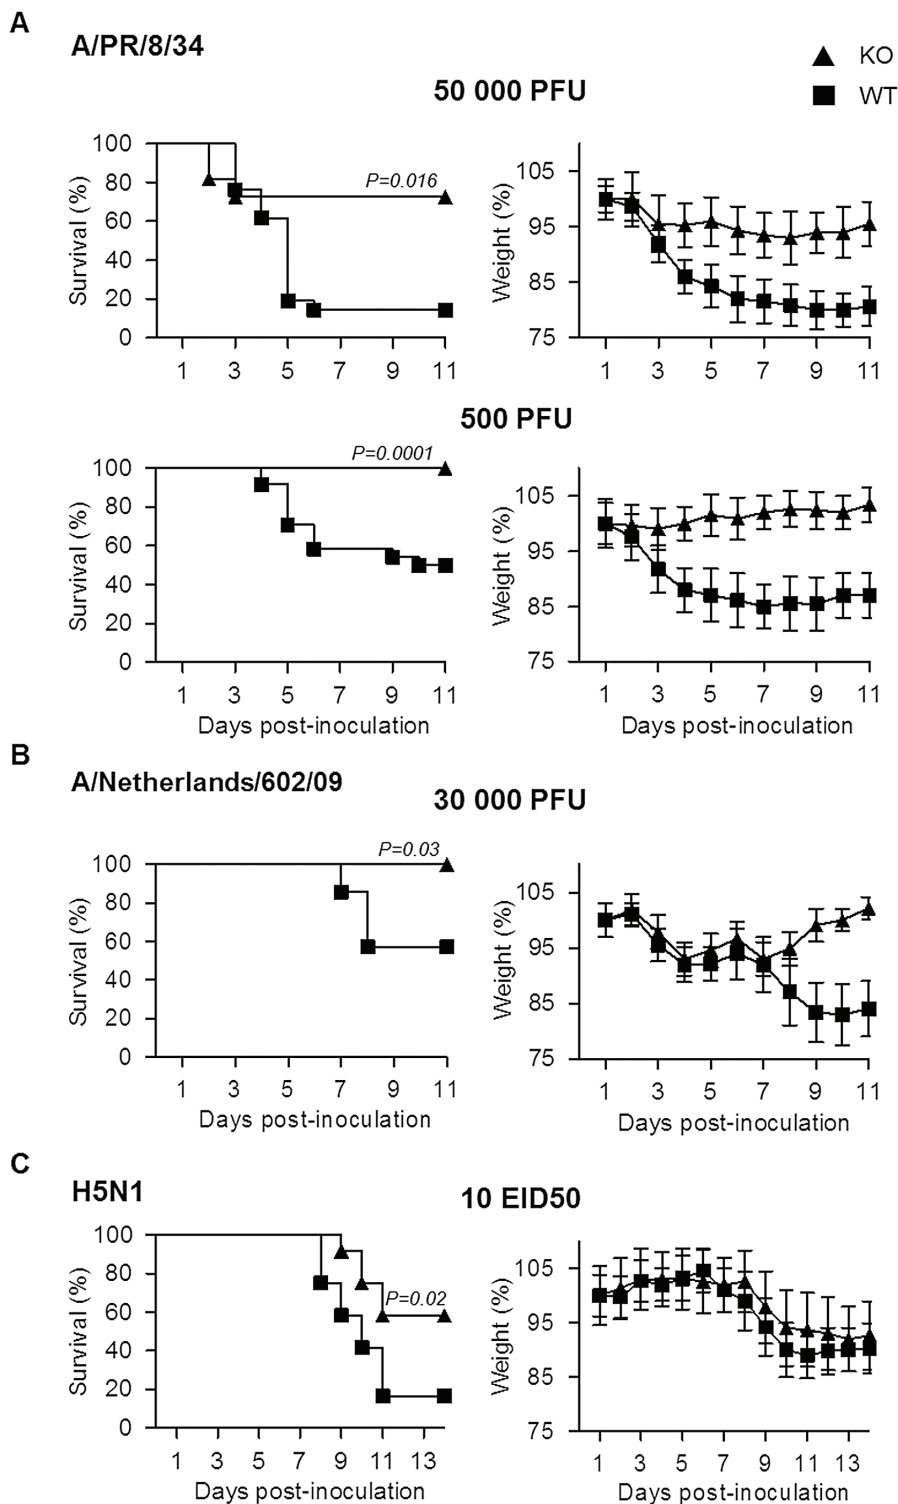 A
A/PR/8/34
KO
50 000 PFU
WT
100
80
60
40
20
0
Survival (%)
P=0.016
1 3 5 7 9 11
105
95
85
75
Weight (%)
1 3 5 7 9 11
500 PFU
100
80
60
40
20
0
Survival (%)
P=0.0001
1 3 5 7 9 11
Days post-inoculation
105
95
85
75
Weight (%)
1 3 5 7 9 11
Days post-inoculation
B
A/Netherlands/602/09
30 000 PFU
100
80
60
40
20
0
Survival (%)
P=0.03
1 3 5 7 9 11
Days post-inoculation
105
95
85
75
Weight (%)
1 3 5 7 9 11
Days post-inoculation
C
H5N1
10 EID50
100
80
60
40
20
0
Survival (%)
P=0.02
1 3 5 7 9 11 13
Days post-inoculation
105
95
85
75
Weight (%)
1 3 5 7 9 11 13
Days post-inoculation